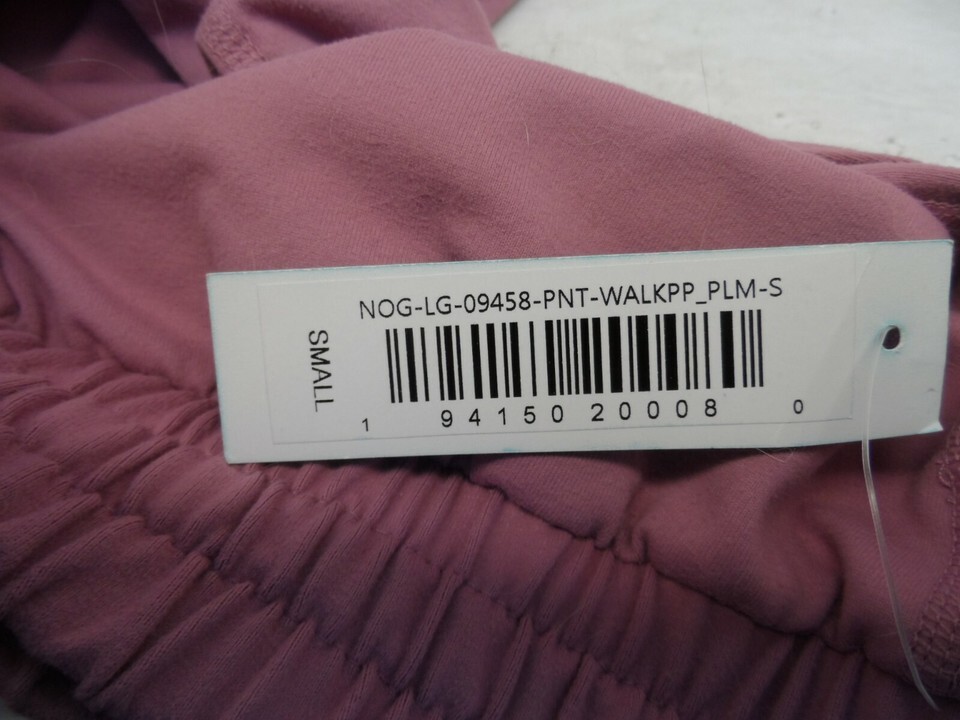 NOG-LG-09458-PNT-WALKPP_PLM-S
SMALL
1 94150 20008 0